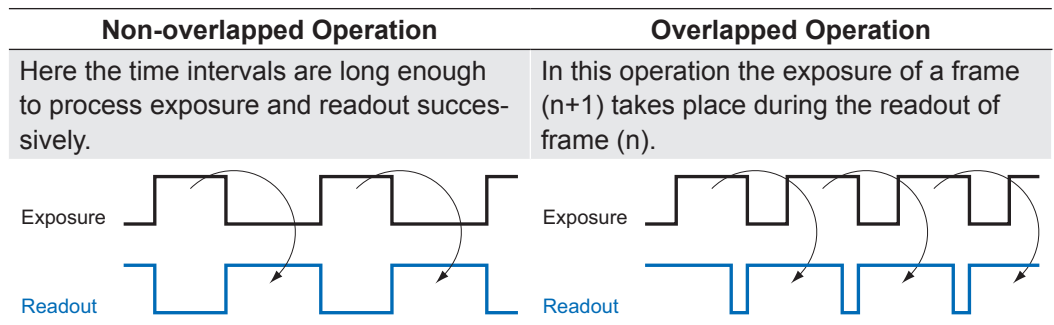 Non-overlapped Operation
Overlapped Operation
Here the time intervals are long enough
to process exposure and readout succes-
sively.
In this operation the exposure of a frame
(n+1) takes place during the readout of
frame (n).
Exposure
Readout
Exposure
Readout